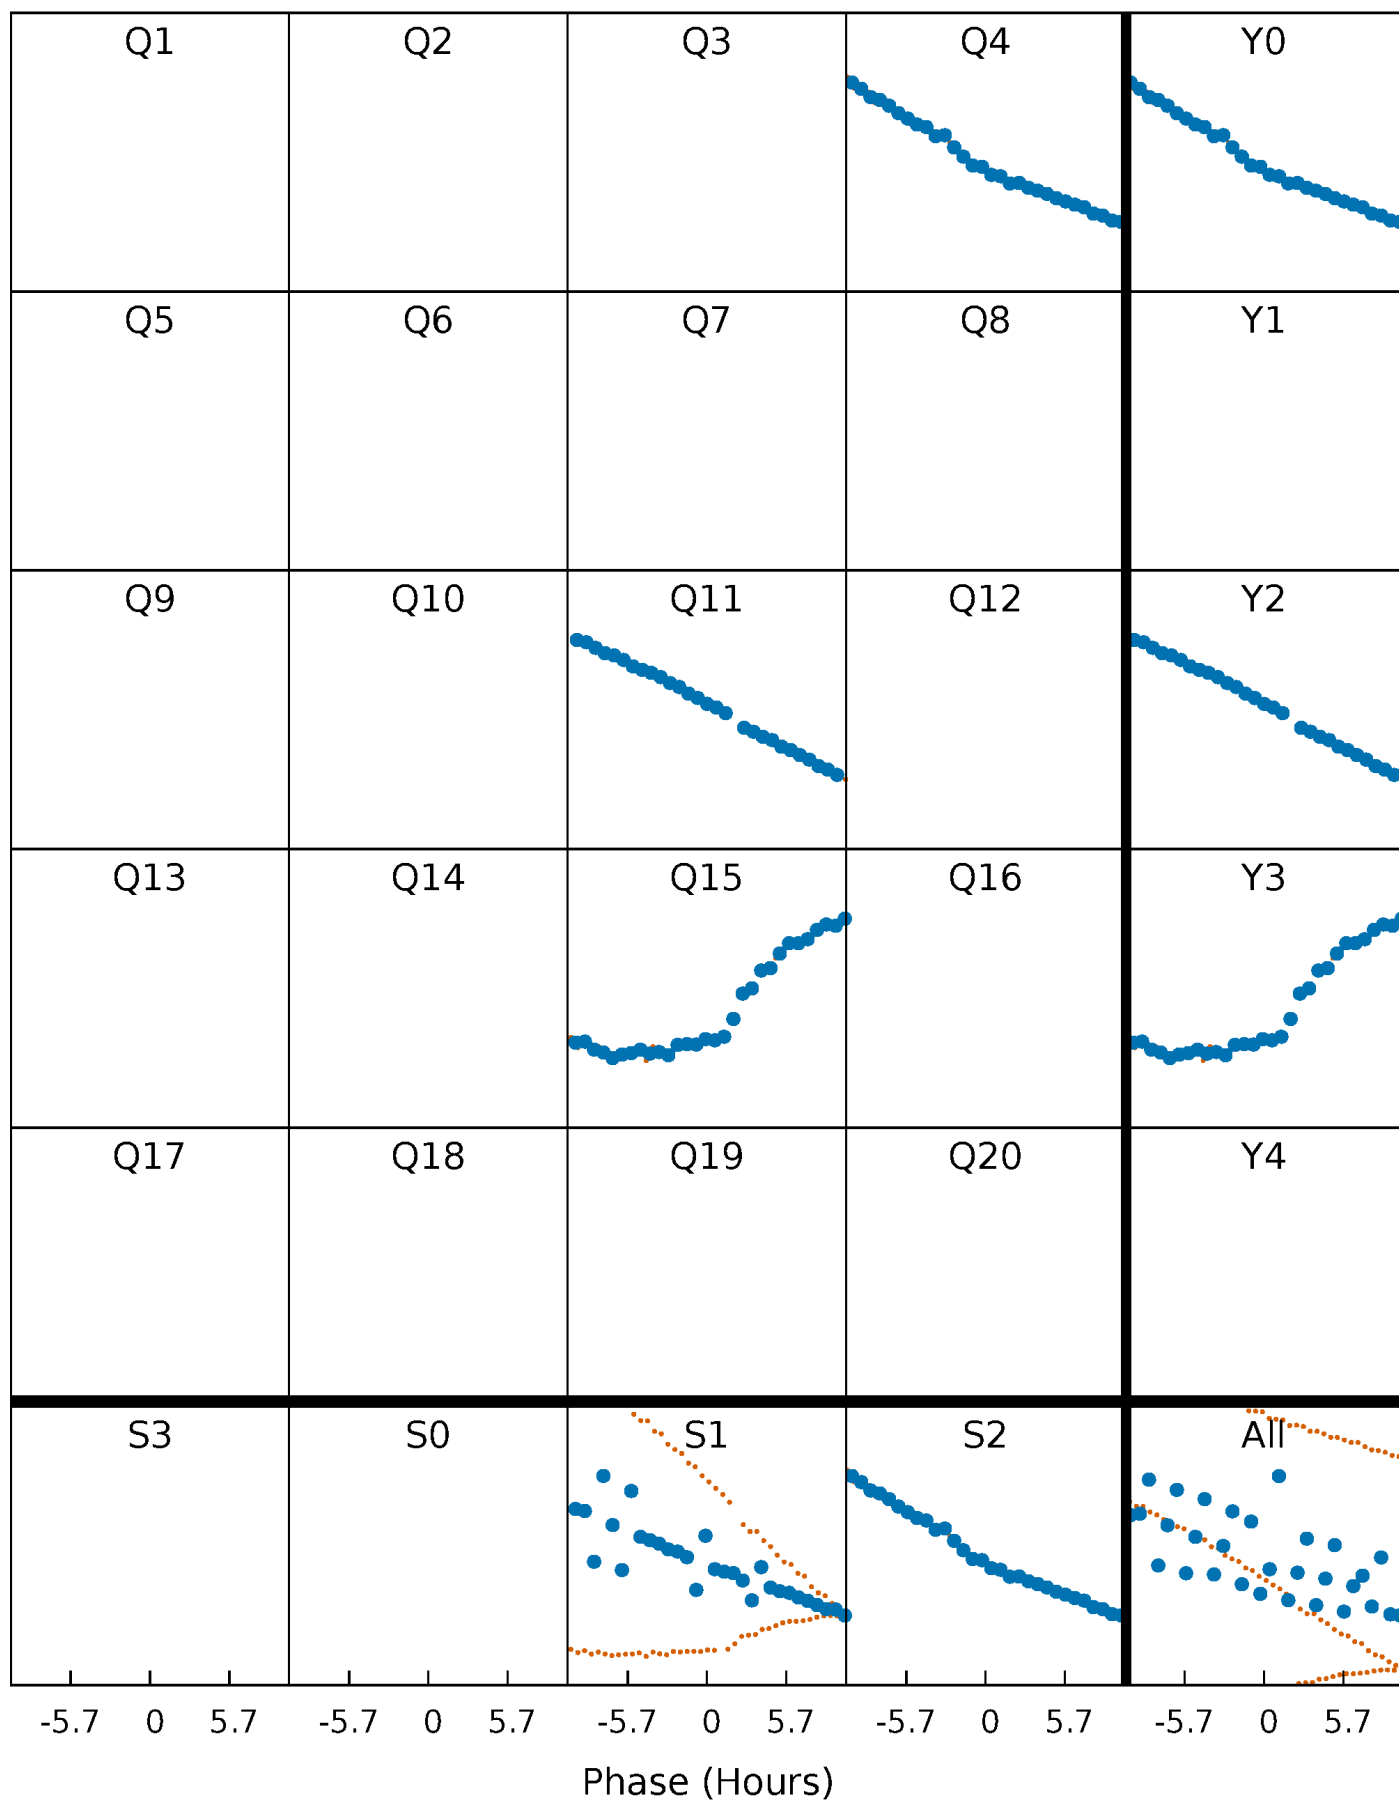 Q1 Q2 Q3 Q4 Y0
Q5 Q6 Q7 Q8 Y1
Q9 Q10 Q11 Q12 Y2
Q13 Q14 Q15 Q16 Y3
Q17 Q18 Q19 Q20 Y4
S3 S0 S1 S2 All
-5.7 0 5.7 -5.7 0 5.7 -5.7 0 5.7 -5.7 0 5.7 -5.7 0 5.7
Phase (Hours)